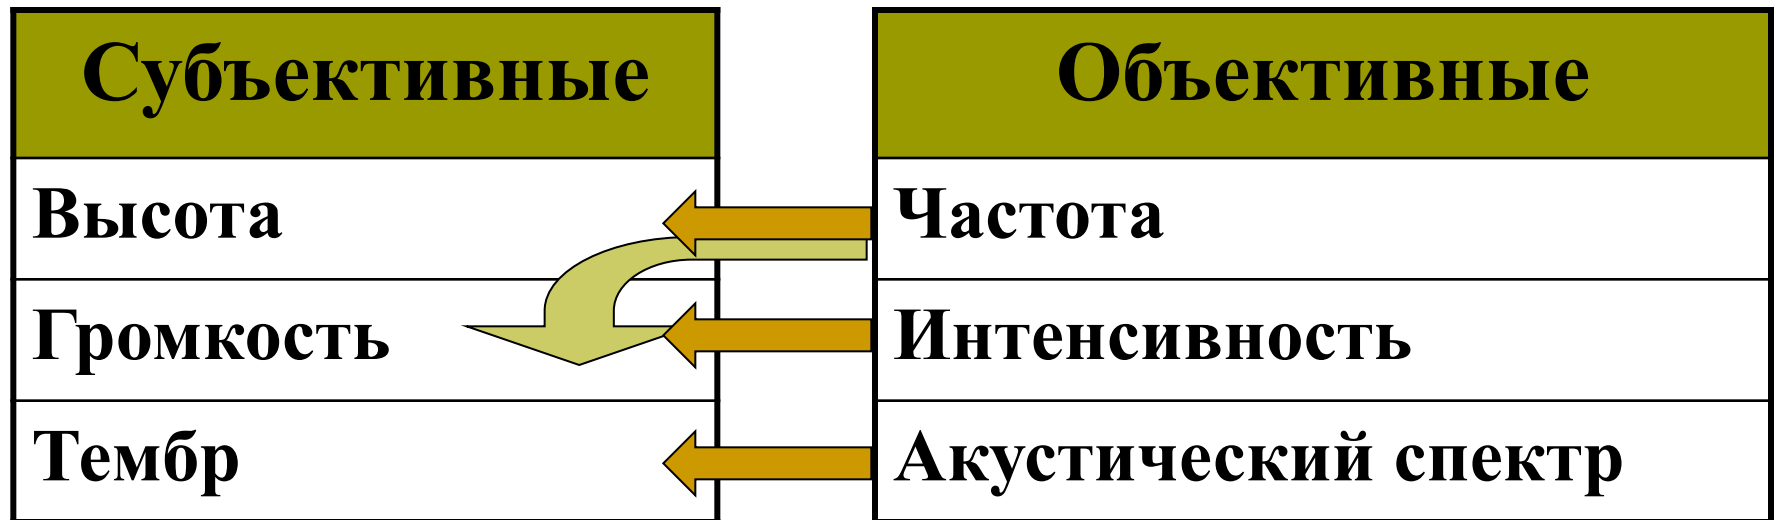 Субъективные
Объективные
Высота
Частота
Громкость
Интенсивность
Тембр
Акустический спектр